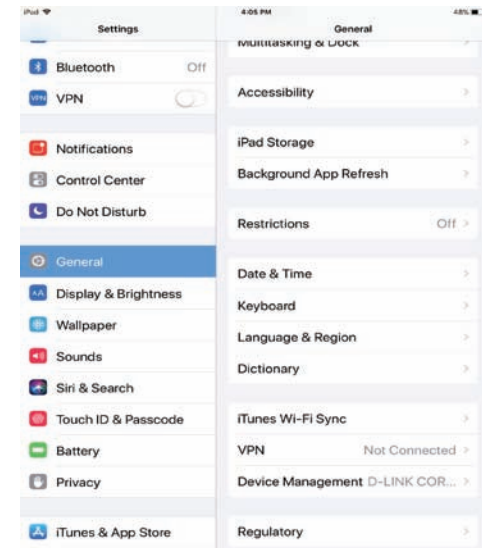 iPad
4:05 PM
48%
Settings
General
Bluetooth Off
VPN
Notifications
Control Center
Do Not Disturb
General
Display & Brightness
Wallpaper
Sounds
Siri & Search
Touch ID & Passcode
Battery
Privacy
iTunes & App Store
Multitasking & Dock
Accessibility
iPad Storage
Background App Refresh
Restrictions Off
Date & Time
Keyboard
Language & Region
Dictionary
iTunes Wi-Fi Sync
VPN Not Connected
Device Management D-LINK COR...
Regulatory